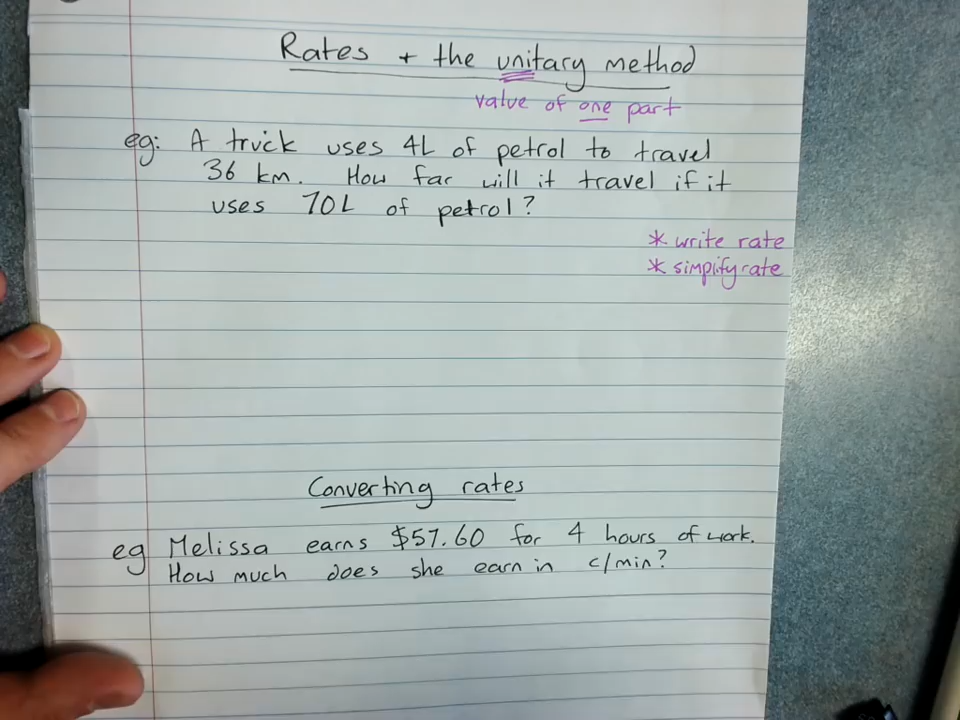 Rates + the unitary method
value of one part
eg: A truck uses 4L of petrol to travel
36 km. How far will it travel if it
uses 70L of petrol?
* write rate
* simplify rate
Converting rates
eg Melissa earns $57.60 for 4 hours of work.
How much does she earn in c/min?